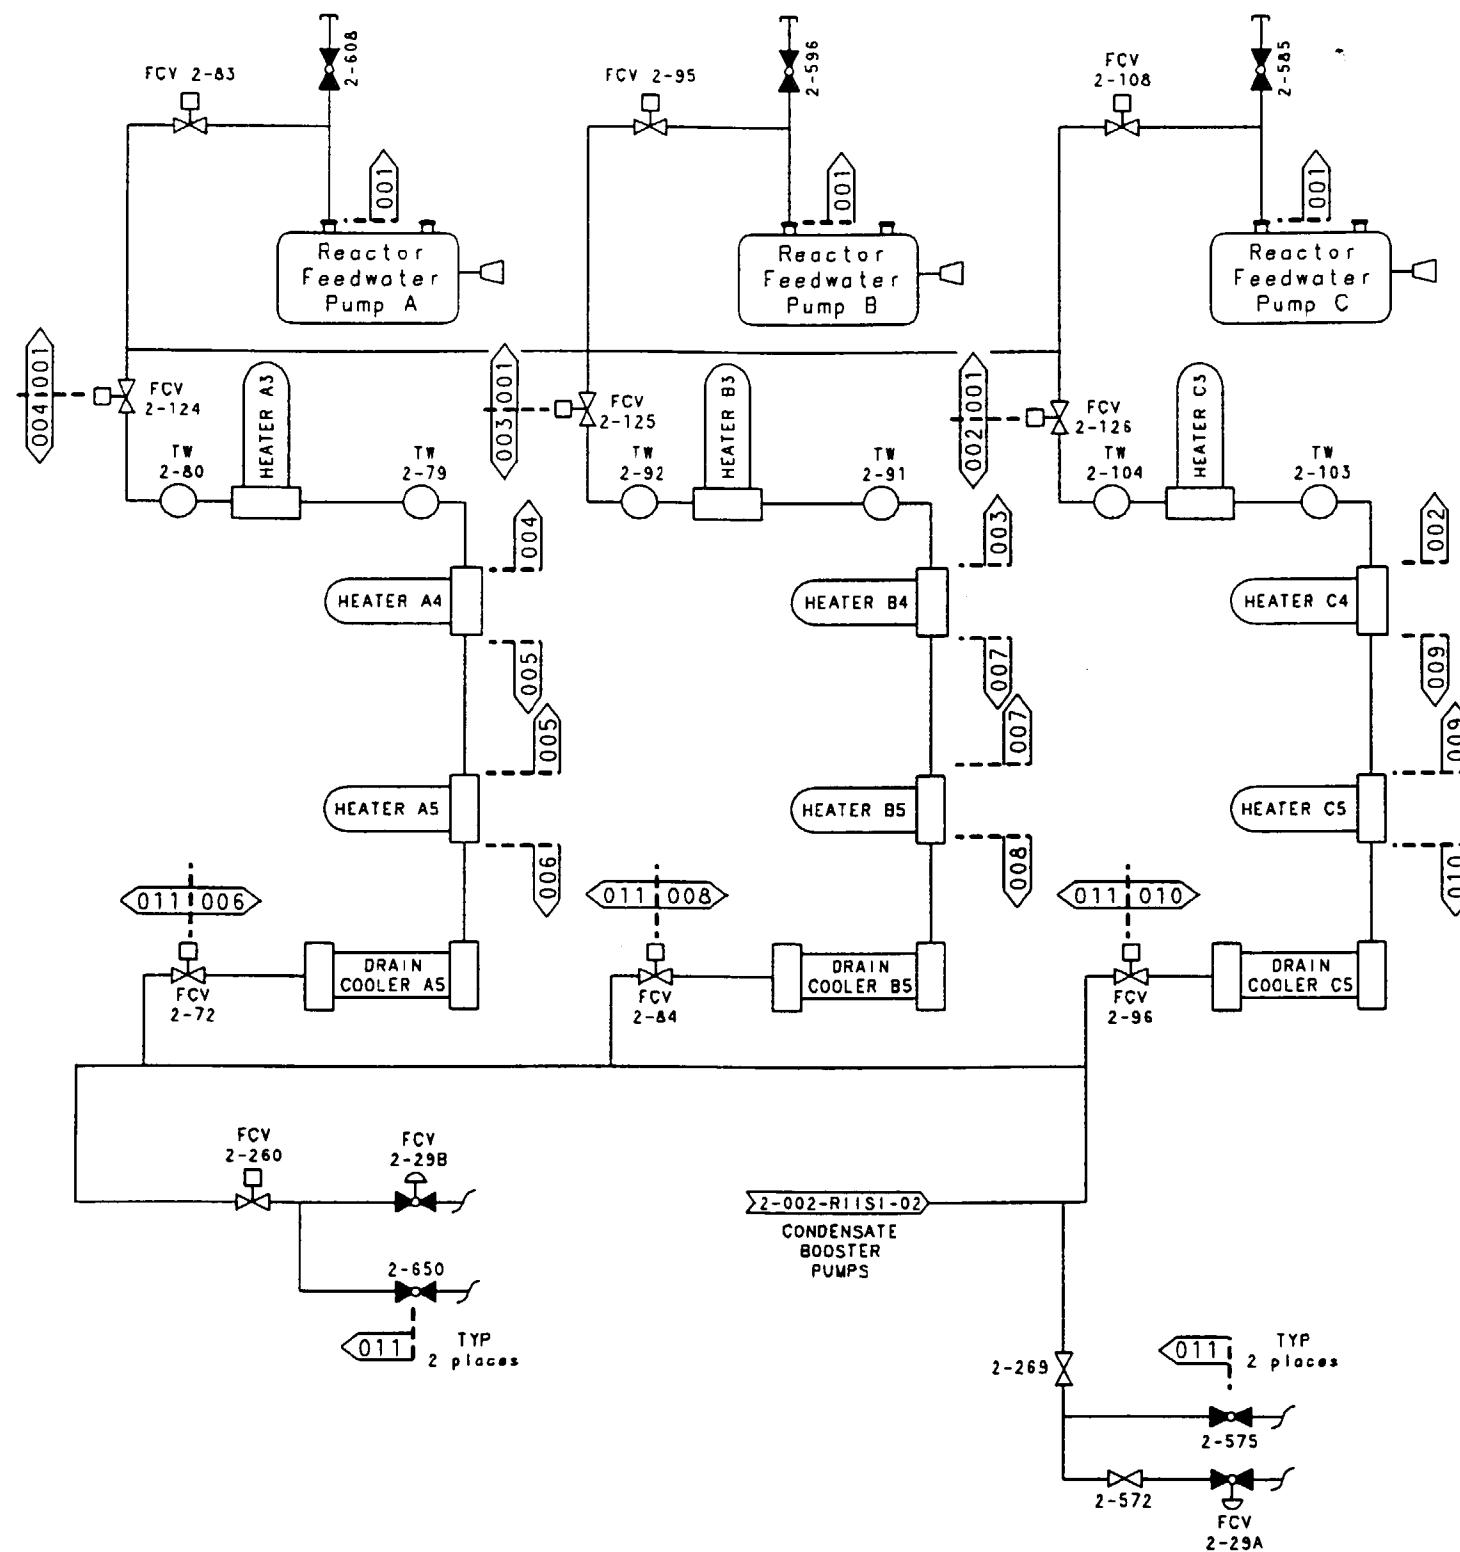 FCV 2-83
2-608
FCV 2-95
2-596
FCV
2-108
2-585
001
001
001
Reactor
Feedwater
Pump A
Reactor
Feedwater
Pump B
Reactor
Feedwater
Pump C
004 001
FCV
2-124
HEATER A3
003 001
FCV
2-125
HEATER B3
002 001
FCV
2-126
HEATER C3
TW
2-80
TW
2-79
TW
2-92
TW
2-91
TW
2-104
TW
2-103
004
003
002
HEATER A4
HEATER B4
HEATER C4
005
007
009
005
007
009
HEATER A5
HEATER B5
HEATER C5
006
008
010
011 006
011 008
011 010
FCV
2-72
DRAIN
COOLER A5
FCV
2-84
DRAIN
COOLER B5
FCV
2-96
DRAIN
COOLER C5
FCV
2-260
FCV
2-29B
2-002-R11S1-02
CONDENSATE
BOOSTER
PUMPS
2-650
011
TYP
2 places
2-269
011
TYP
2 places
2-575
2-572
FCV
2-29A